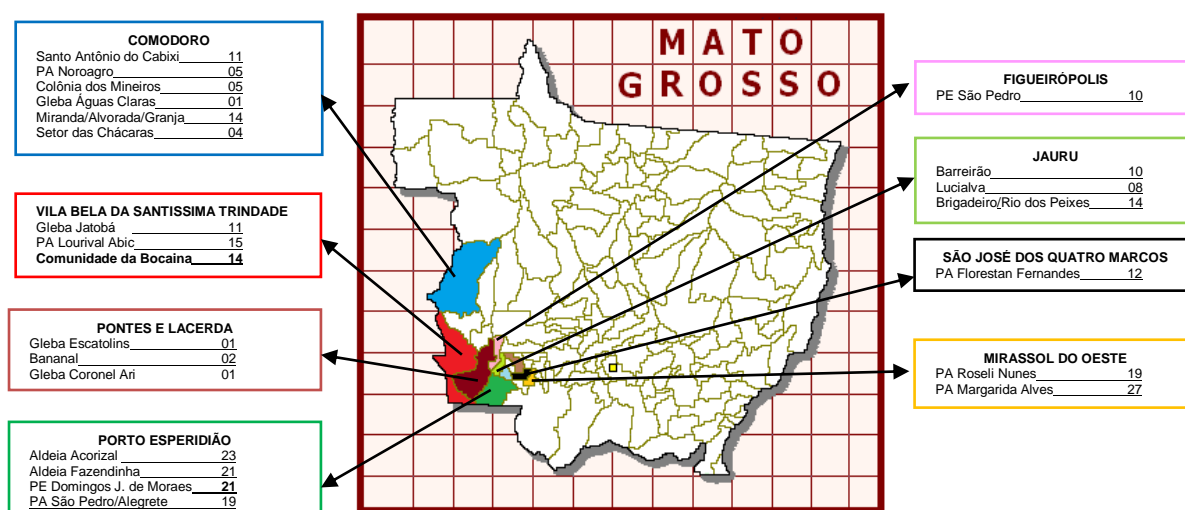 COMODORO
Santo Antônio do Cabixi 11
PA Noroagro 05
Colônia dos Mineiros 05
Gleba Águas Claras 01
Miranda/Alvorada/Granja 14
Setor das Chácaras 04
VILA BELA DA SANTISSIMA TRINDADE
Gleba Jatobá 11
PA Lourival Abic 15
Comunidade da Bocaina 14
PONTES E LACERDA
Gleba Escatolins 01
Bananal 02
Gleba Coronel Ari 01
PORTO ESPERIDIÃO
Aldeia Acorizal 23
Aldeia Fazendinha 21
PE Domingos J. de Moraes 21
PA São Pedro/Alegrete 19
MATO
GROSSO
FIGUEIRÓPOLIS
PE São Pedro 10
JAURU
Barreirão 10
Lucialva 08
Brigadeiro/Rio dos Peixes 14
SÃO JOSÉ DOS QUATRO MARCOS
PA Florestan Fernandes 12
MIRASSOL DO OESTE
PA Roseli Nunes 19
PA Margarida Alves 27